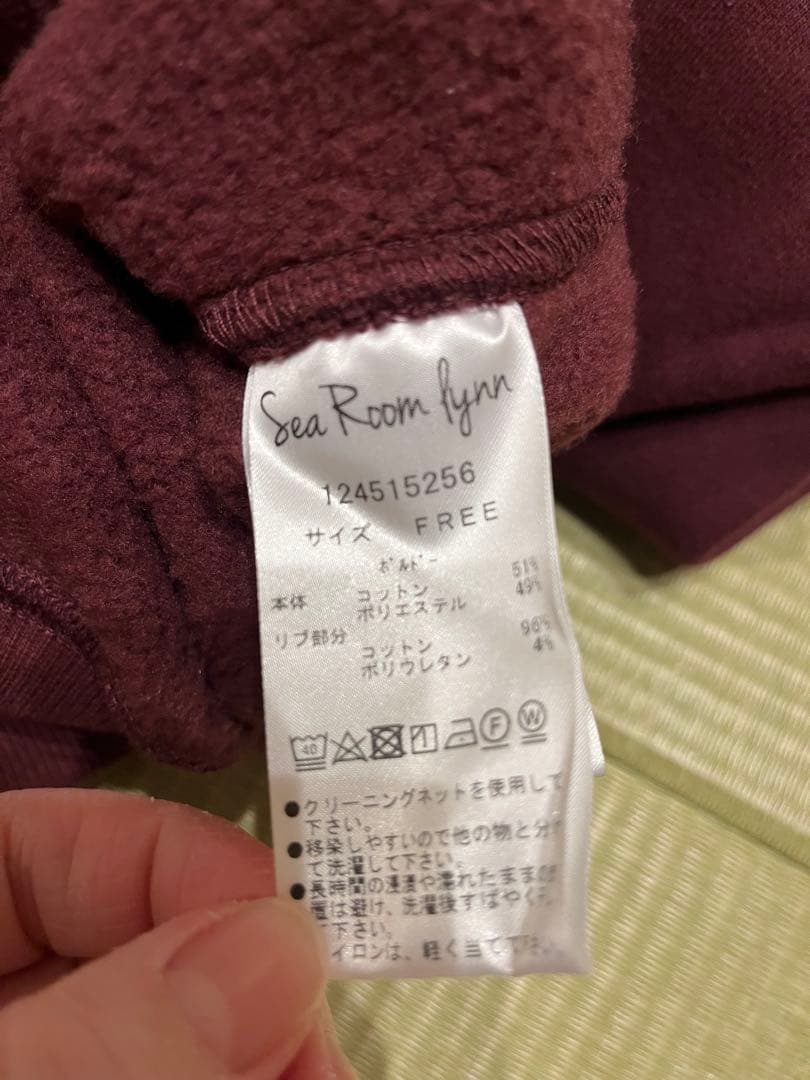 Sea Room lynn
124515256
サイズ FREE
ボルドー
本体 コットン 51%
ポリエステル 49%
リブ部分 コットン 96%
ポリウレタン 4%
40 F W
●クリーニングネットを使用して
下さい。
●移染しやすいので他の物と分け
て洗濯して下さい。
●長時間の浸漬や濡れたままの
置は避け、洗濯後すばやく
下さい。
イロンは、軽く当て下さい。